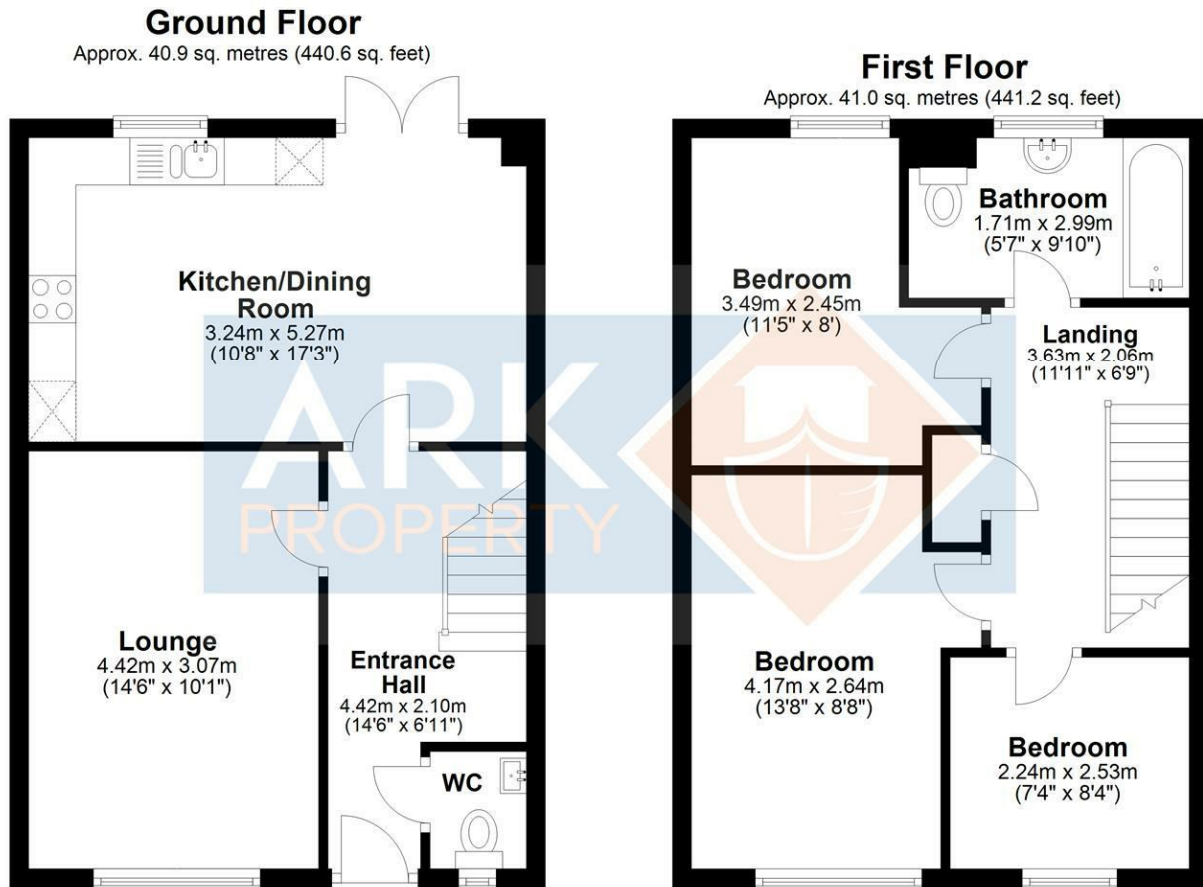 Ground Floor
Approx. 40.9 sq. metres (440.6 sq. feet)
Kitchen/Dining
Room
3.24m x 5.27m
(10'8" x 17'3")
Lounge
4.42m x 3.07m
(14'6" x 10'1")
Entrance
Hall
4.42m x 2.10m
(14'6" x 6'11")
WC
First Floor
Approx. 41.0 sq. metres (441.2 sq. feet)
Bedroom
3.49m x 2.45m
(11'5" x 8')
Bathroom
1.71m x 2.99m
(5'7" x 9'10")
Landing
3.63m x 2.06m
(11'11" x 6'9")
Bedroom
4.17m x 2.64m
(13'8" x 8'8")
Bedroom
2.24m x 2.53m
(7'4" x 8'4")
ARK
PROPERTY